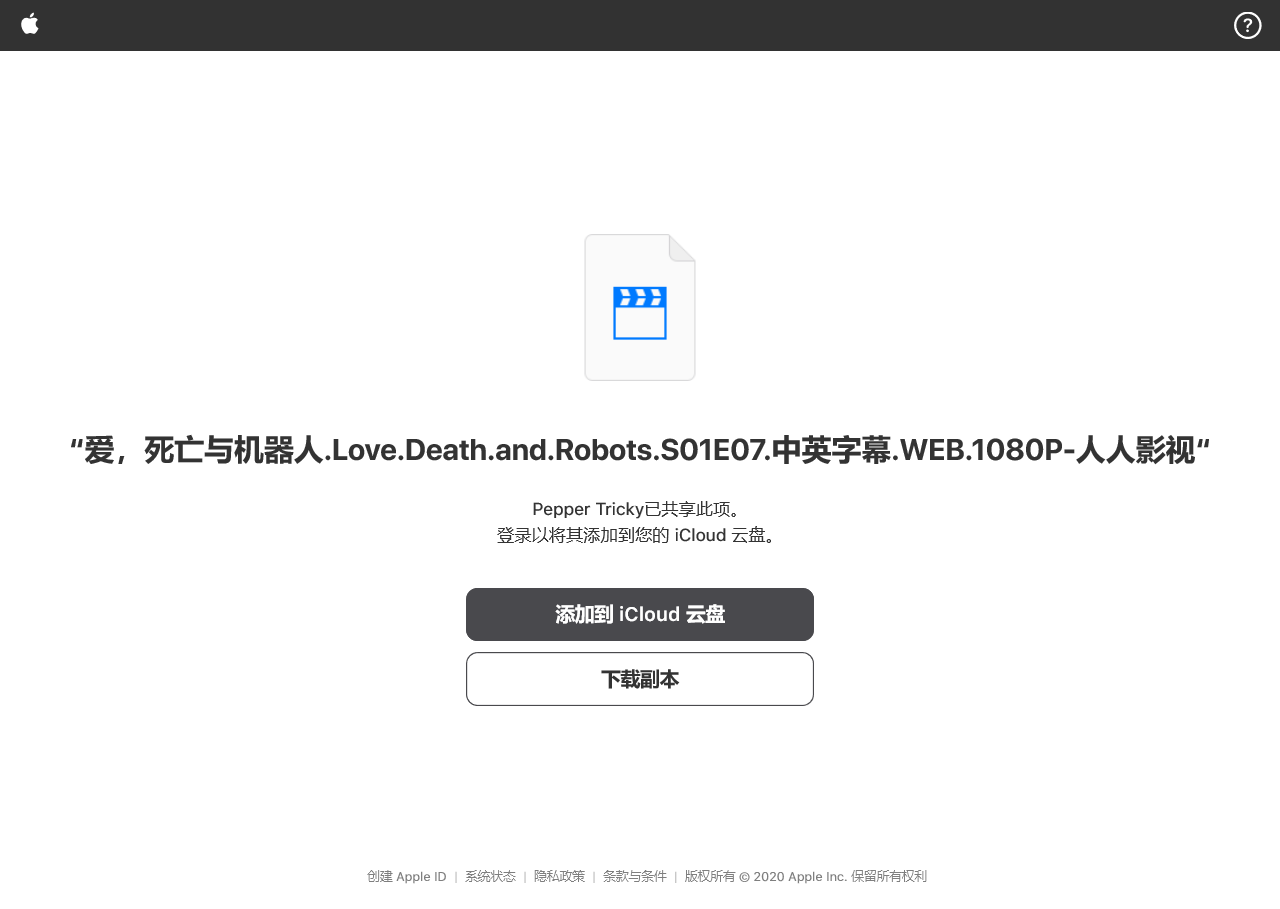 “爱，死亡与机器人.Love.Death.and.Robots.S01E07.中英字幕.WEB.1080P-人人影视“
Pepper Tricky已共享此项。
登录以将其添加到您的 iCloud 云盘。
添加到 iCloud 云盘
下载副本
创建 Apple ID | 系统状态 | 隐私政策 | 条款与条件 | 版权所有 © 2020 Apple Inc. 保留所有权利